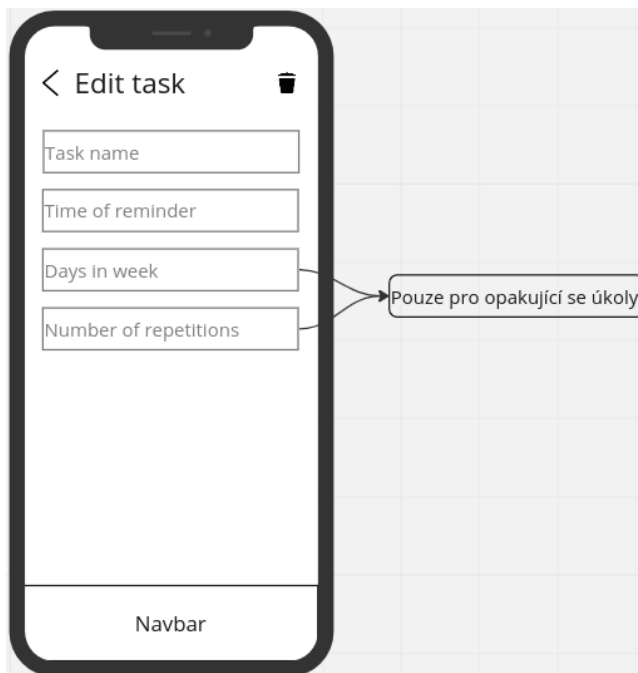 Edit task
Task name
Time of reminder
Days in week
Number of repetitions
Pouze pro opakující se úkoly
Navbar